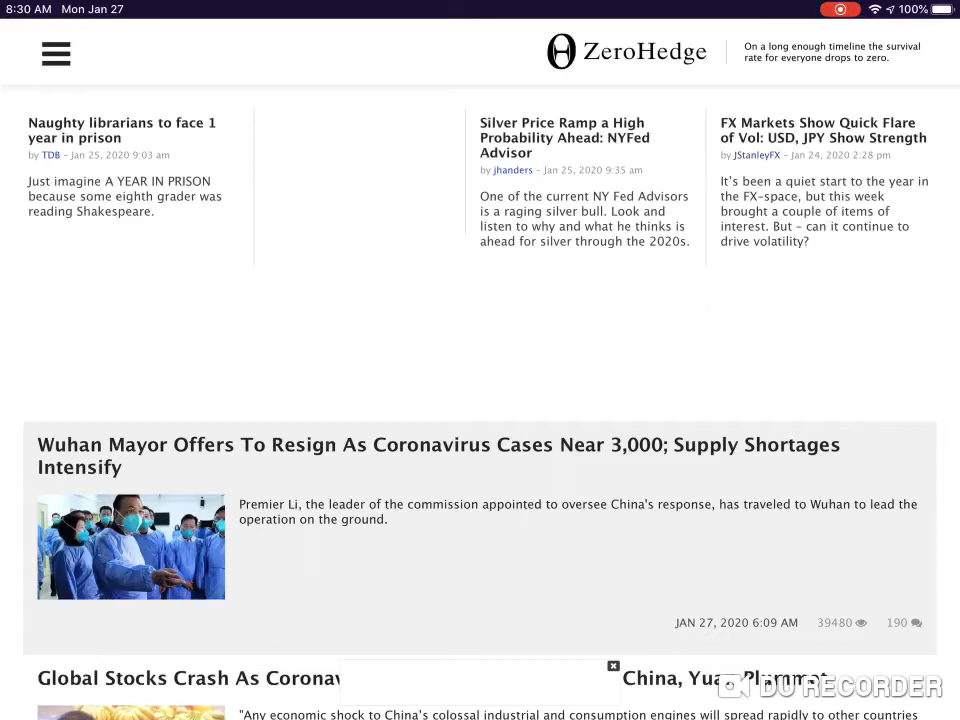 8:30 AM Mon Jan 27
100%
ZeroHedge
On a long enough timeline the survival
rate for everyone drops to zero.
Naughty librarians to face 1
year in prison
by TDB - Jan 25, 2020 9:03 am
Just imagine A YEAR IN PRISON
because some eighth grader was
reading Shakespeare.
Silver Price Ramp a High
Probability Ahead: NYFed
Advisor
by jhanders - Jan 25, 2020 9:35 am
One of the current NY Fed Advisors
is a raging silver bull. Look and
listen to why and what he thinks is
ahead for silver through the 2020s.
FX Markets Show Quick Flare
of Vol: USD, JPY Show Strength
by JStanleyFX - Jan 24, 2020 2:28 pm
It's been a quiet start to the year in
the FX-space, but this week
brought a couple of items of
interest. But – can it continue to
drive volatility?
Wuhan Mayor Offers To Resign As Coronavirus Cases Near 3,000; Supply Shortages
Intensify
Premier Li, the leader of the commission appointed to oversee China's response, has traveled to Wuhan to lead the
operation on the ground.
JAN 27, 2020 6:09 AM 39480 190
Global Stocks Crash As China,
DU RECORDER
"Any economic shock to China's colossal industrial and consumption engines will spread rapidly to other countries